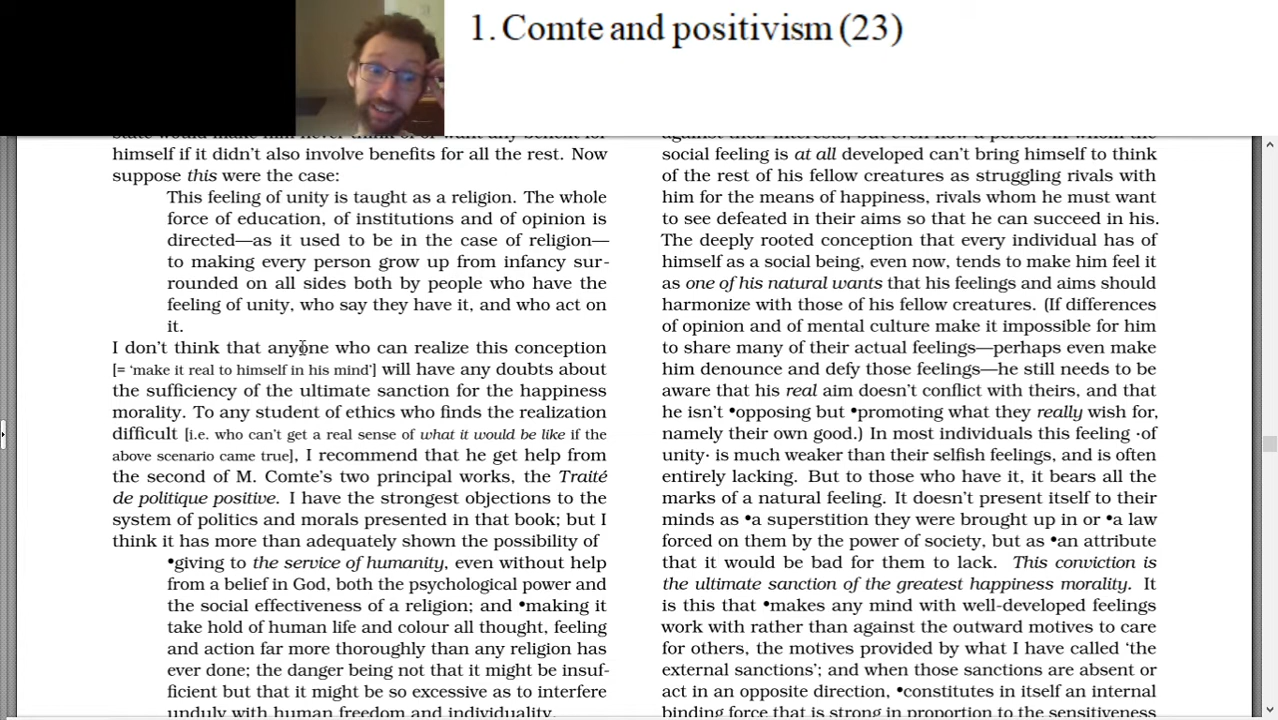 1. Comte and positivism (23)
himself if it didn't also involve benefits for all the rest. Now
suppose this were the case:
This feeling of unity is taught as a religion. The whole
force of education, of institutions and of opinion is
directed—as it used to be in the case of religion—
to making every person grow up from infancy sur-
rounded on all sides both by people who have the
feeling of unity, who say they have it, and who act on
it.
I don't think that anyone who can realize this conception
[= 'make it real to himself in his mind'] will have any doubts about
the sufficiency of the ultimate sanction for the happiness
morality. To any student of ethics who finds the realization
difficult [i.e. who can't get a real sense of what it would be like if the
above scenario came true], I recommend that he get help from
the second of M. Comte's two principal works, the Traité
de politique positive. I have the strongest objections to the
system of politics and morals presented in that book; but I
think it has more than adequately shown the possibility of
•giving to the service of humanity, even without help
from a belief in God, both the psychological power and
the social effectiveness of a religion; and •making it
take hold of human life and colour all thought, feeling
and action far more thoroughly than any religion has
ever done; the danger being not that it might be insuf-
ficient but that it might be so excessive as to interfere
unduly with human freedom and individuality.
social feeling is at all developed can't bring himself to think
of the rest of his fellow creatures as struggling rivals with
him for the means of happiness, rivals whom he must want
to see defeated in their aims so that he can succeed in his.
The deeply rooted conception that every individual has of
himself as a social being, even now, tends to make him feel it
as one of his natural wants that his feelings and aims should
harmonize with those of his fellow creatures. (If differences
of opinion and of mental culture make it impossible for him
to share many of their actual feelings—perhaps even make
him denounce and defy those feelings—he still needs to be
aware that his real aim doesn't conflict with theirs, and that
he isn't •opposing but •promoting what they really wish for,
namely their own good.) In most individuals this feeling ·of
unity· is much weaker than their selfish feelings, and is often
entirely lacking. But to those who have it, it bears all the
marks of a natural feeling. It doesn't present itself to their
minds as •a superstition they were brought up in or •a law
forced on them by the power of society, but as •an attribute
that it would be bad for them to lack. This conviction is
the ultimate sanction of the greatest happiness morality. It
is this that •makes any mind with well-developed feelings
work with rather than against the outward motives to care
for others, the motives provided by what I have called 'the
external sanctions'; and when those sanctions are absent or
act in an opposite direction, •constitutes in itself an internal
binding force that is strong in proportion to the sensitiveness